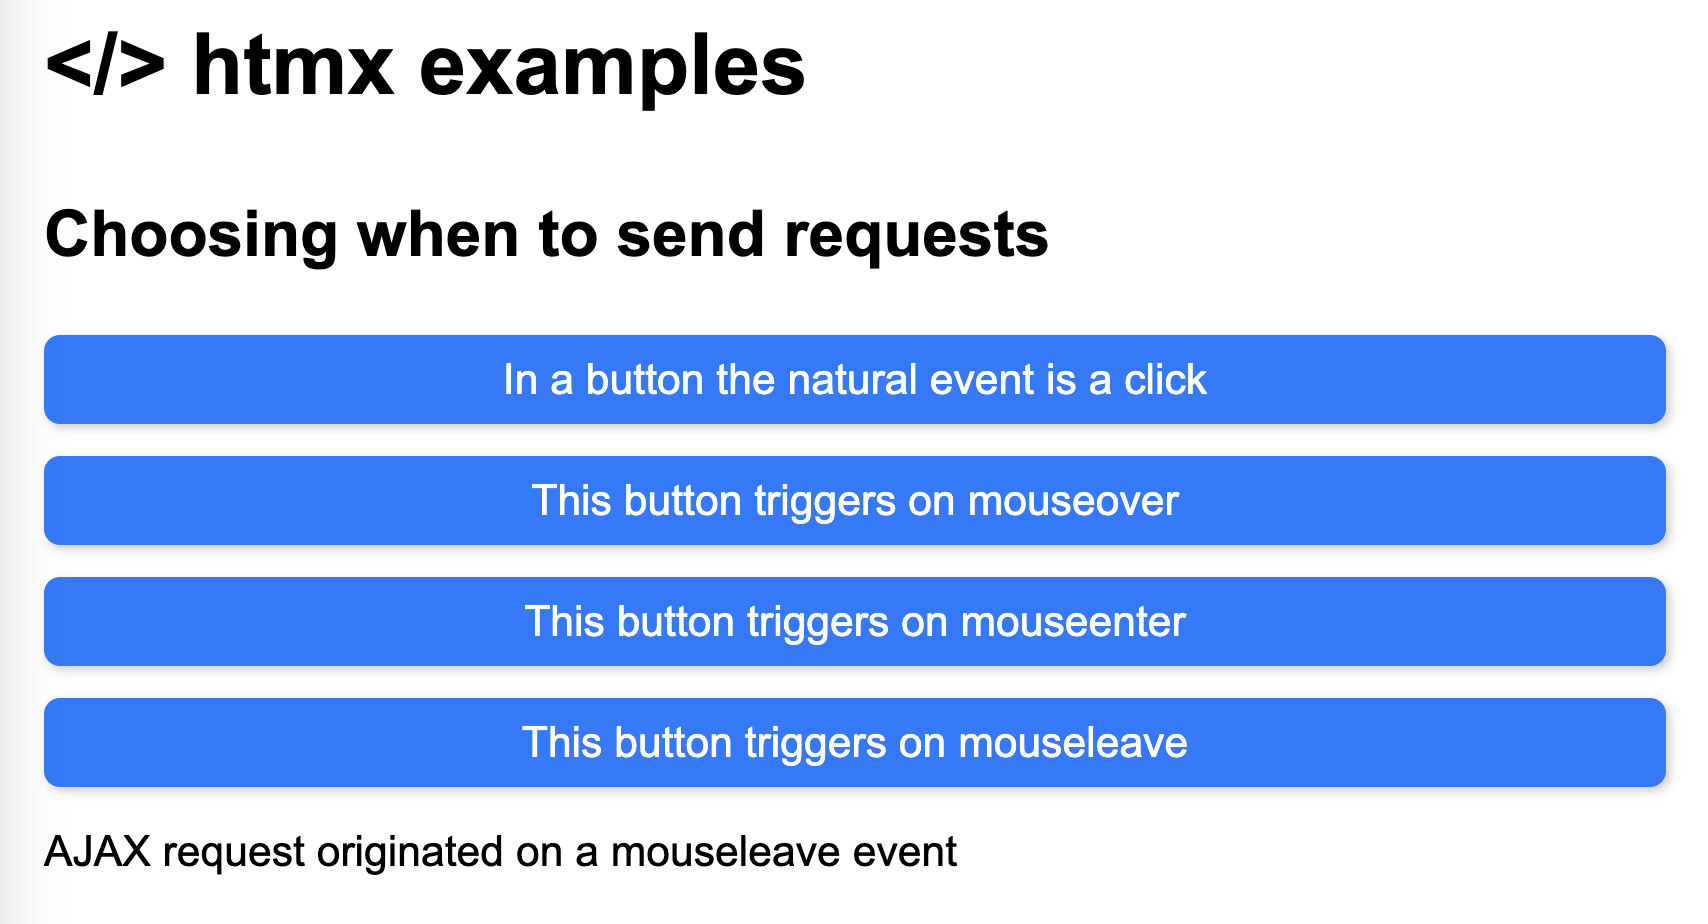 </> htmx examples
Choosing when to send requests
In a button the natural event is a click
This button triggers on mouseover
This button triggers on mouseenter
This button triggers on mouseleave
AJAX request originated on a mouseleave event